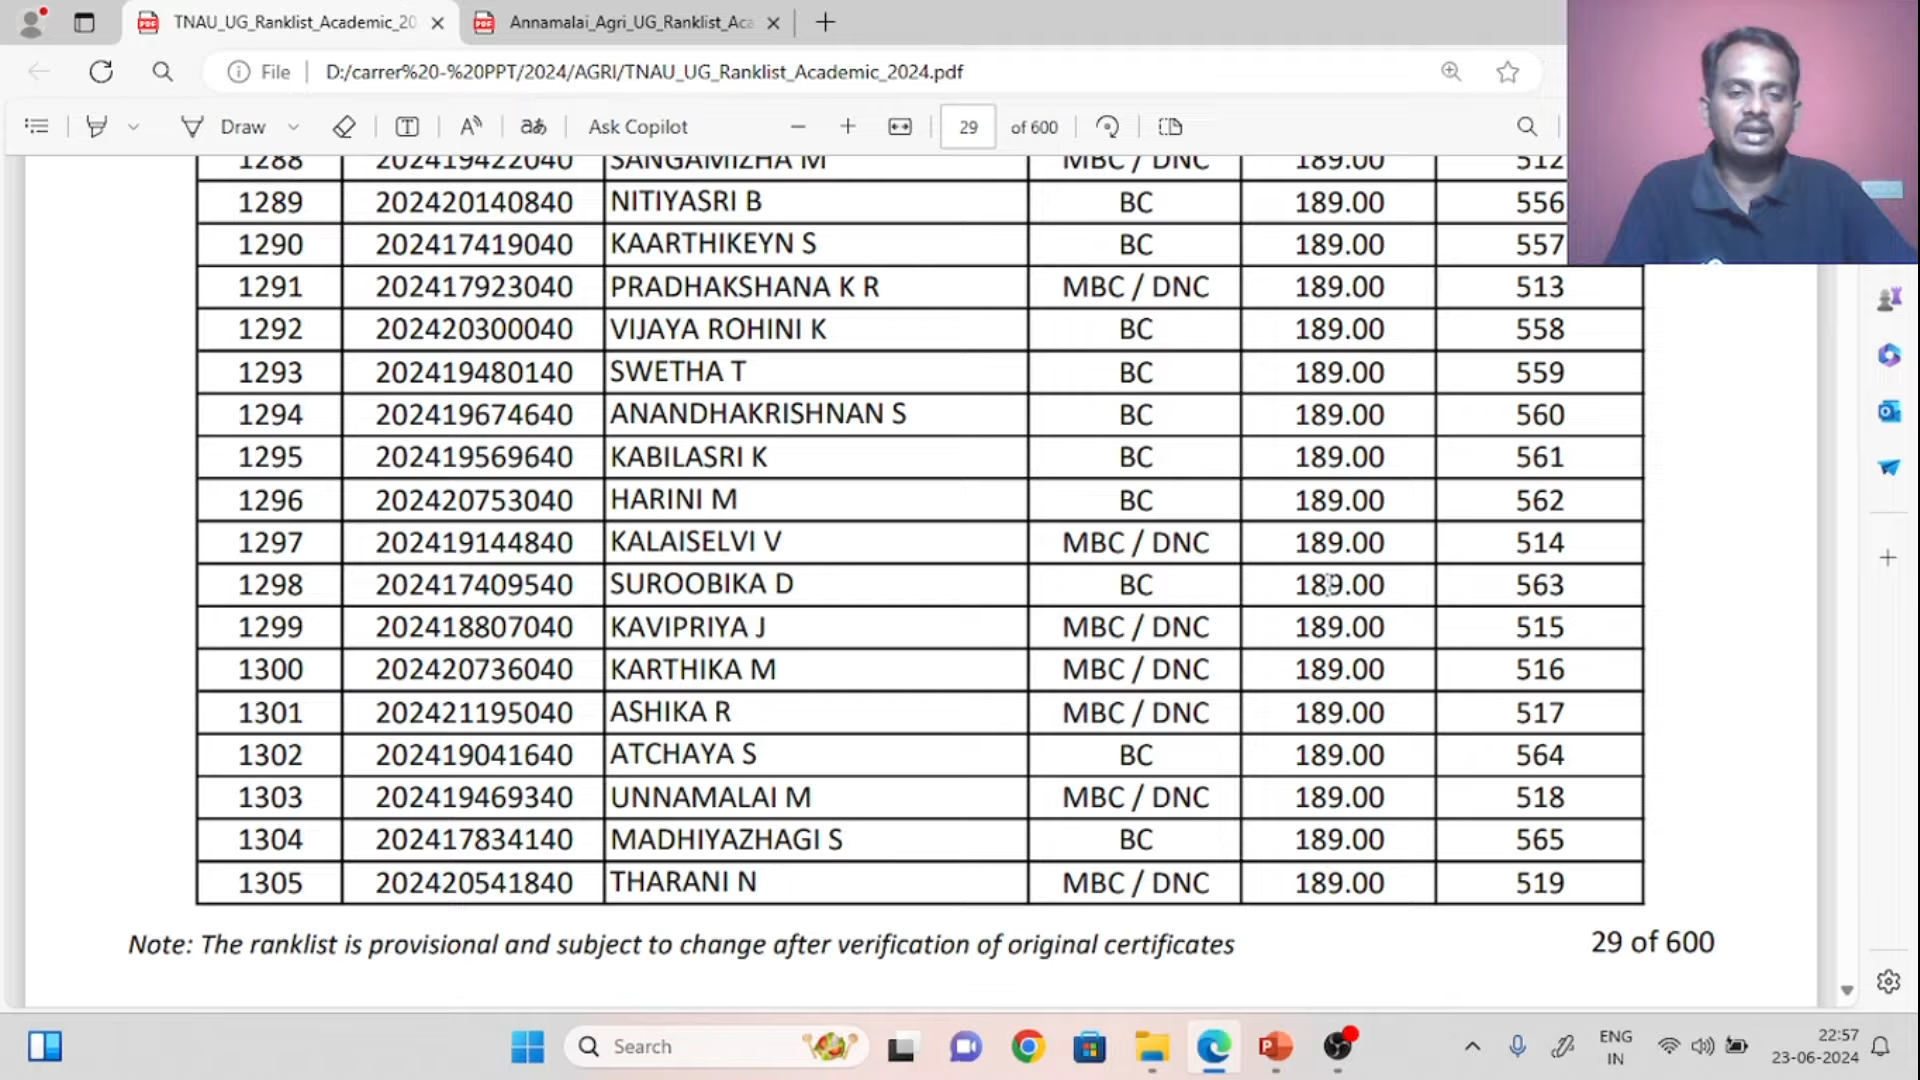 TNAU_UG_Ranklist_Academic_20
Annamalai_Agri_UG_Ranklist_Aca
File
D:/carrer%20-%20PPT/2024/AGRI/TNAU_UG_Ranklist_Academic_2024.pdf
Draw
Ask Copilot
29 of 600
1288 202419422040 SANGAMIZHA M MBC / DNC 189.00 512
1289 202420140840 NITIYASRI B BC 189.00 556
1290 202417419040 KAARTHIKEYN S BC 189.00 557
1291 202417923040 PRADHAKSHANA K R MBC / DNC 189.00 513
1292 202420300040 VIJAYA ROHINI K BC 189.00 558
1293 202419480140 SWETHA T BC 189.00 559
1294 202419674640 ANANDHAKRISHNAN S BC 189.00 560
1295 202419569640 KABILASRI K BC 189.00 561
1296 202420753040 HARINI M BC 189.00 562
1297 202419144840 KALAISELVI V MBC / DNC 189.00 514
1298 202417409540 SUROOBIKA D BC 189.00 563
1299 202418807040 KAVIPRIYA J MBC / DNC 189.00 515
1300 202420736040 KARTHIKA M MBC / DNC 189.00 516
1301 202421195040 ASHIKA R MBC / DNC 189.00 517
1302 202419041640 ATCHAYA S BC 189.00 564
1303 202419469340 UNNAMALAI M MBC / DNC 189.00 518
1304 202417834140 MADHIYAZHAGI S BC 189.00 565
1305 202420541840 THARANI N MBC / DNC 189.00 519
Note: The ranklist is provisional and subject to change after verification of original certificates
29 of 600
Search
ENG
IN
22:57
23-06-2024